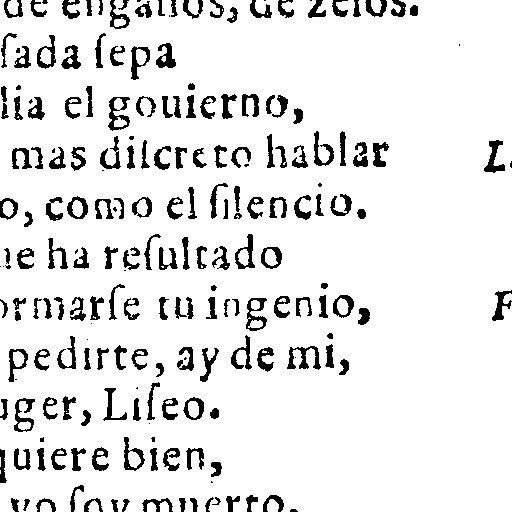 de engaños, de zelos.
ſada ſepa
lia el gouierno,
mas diſcreto hablar L.
o, como el ſilencio.
ue ha reſultado
ormarſe tu ingenio, F
pedirte, ay de mi,
uger, Liſeo.
quiere bien,
yo ſoy muerto.